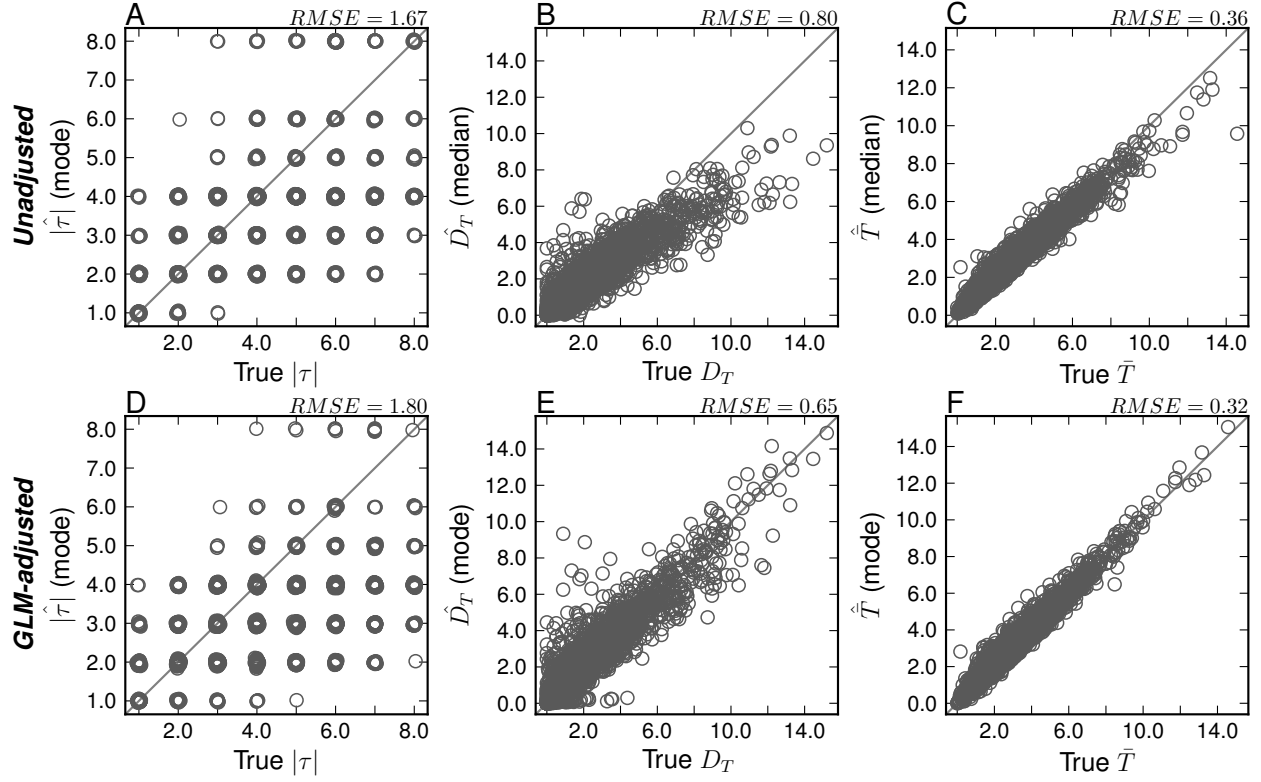 A
RMSE = 1.67
B
RMSE = 0.80
C
RMSE = 0.36
Unadjusted
|τ̂| (mode)
8.0
7.0
6.0
5.0
4.0
3.0
2.0
1.0
2.0 4.0 6.0 8.0
True |τ|
D̂_T (median)
14.0
12.0
10.0
8.0
6.0
4.0
2.0
0.0
2.0 6.0 10.0 14.0
True D_T
T̄̂ (median)
14.0
12.0
10.0
8.0
6.0
4.0
2.0
0.0
2.0 6.0 10.0 14.0
True T̄
D
RMSE = 1.80
E
RMSE = 0.65
F
RMSE = 0.32
GLM-adjusted
|τ̂| (mode)
8.0
7.0
6.0
5.0
4.0
3.0
2.0
1.0
2.0 4.0 6.0 8.0
True |τ|
D̂_T (mode)
14.0
12.0
10.0
8.0
6.0
4.0
2.0
0.0
2.0 6.0 10.0 14.0
True D_T
T̄̂ (mode)
14.0
12.0
10.0
8.0
6.0
4.0
2.0
0.0
2.0 6.0 10.0 14.0
True T̄